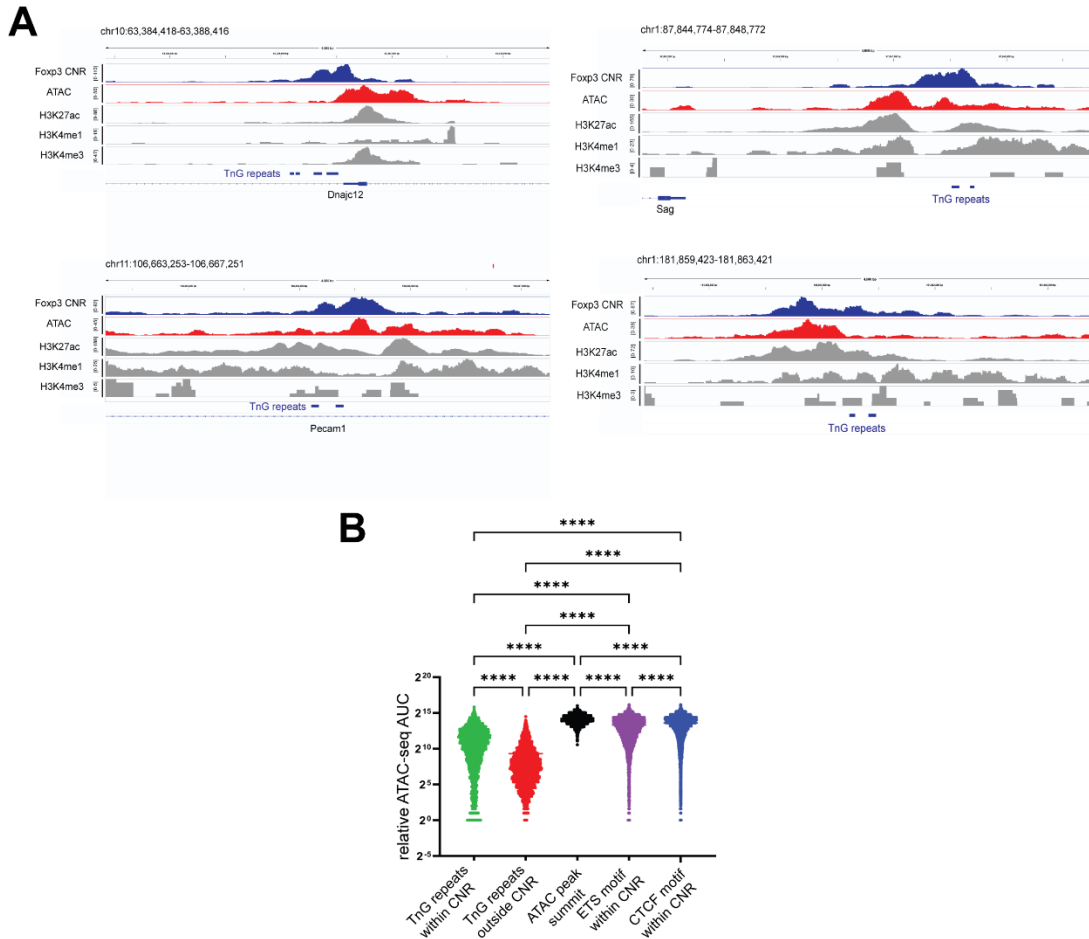 A
chr10:63,384,418-63,388,416
Foxp3 CNR
ATAC
H3K27ac
H3K4me1
H3K4me3
TnG repeats
Dnajc12
chr1:87,844,774-87,848,772
Foxp3 CNR
ATAC
H3K27ac
H3K4me1
H3K4me3
TnG repeats
Sag
chr11:106,663,253-106,667,251
Foxp3 CNR
ATAC
H3K27ac
H3K4me1
H3K4me3
TnG repeats
Pecam1
chr1:181,859,423-181,863,421
Foxp3 CNR
ATAC
H3K27ac
H3K4me1
H3K4me3
TnG repeats
B
****
****
****
****
**** ****
**** **** **** ****
relative ATAC-seq AUC
2^20
2^15
2^10
2^5
2^0
2^-5
TnG repeats
within CNR
TnG repeats
outside CNR
ATAC peak
summit
ETS motif
within CNR
CTCF motif
within CNR